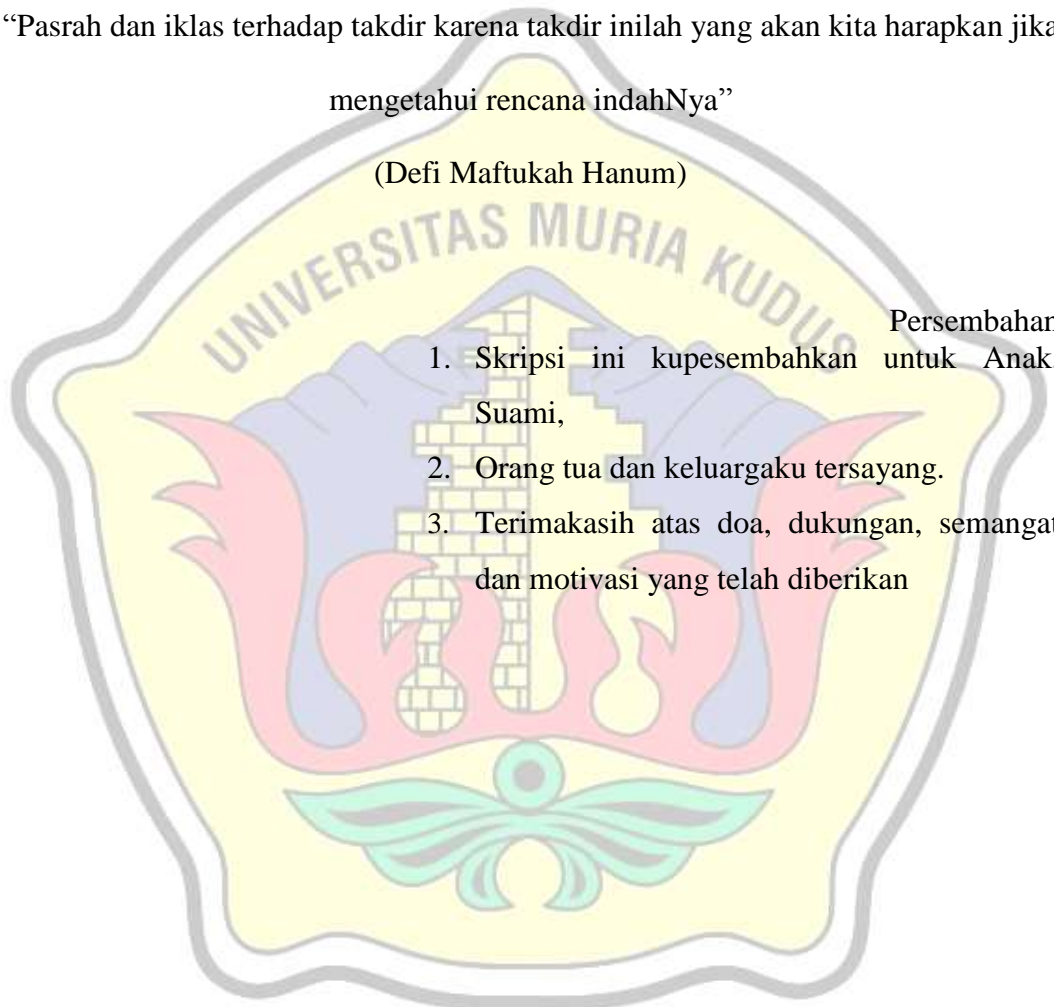 “Pasrah dan iklas terhadap takdir karena takdir inilah yang akan kita harapkan jika
mengetahui rencana indahNya”
(Defi Maftukah Hanum)
UNIVERSITAS MURIA KUDUS
Persembahan
1. Skripsi ini kupesembahkan untuk Anak,
Suami,
2. Orang tua dan keluargaku tersayang.
3. Terimakasih atas doa, dukungan, semangat
dan motivasi yang telah diberikan